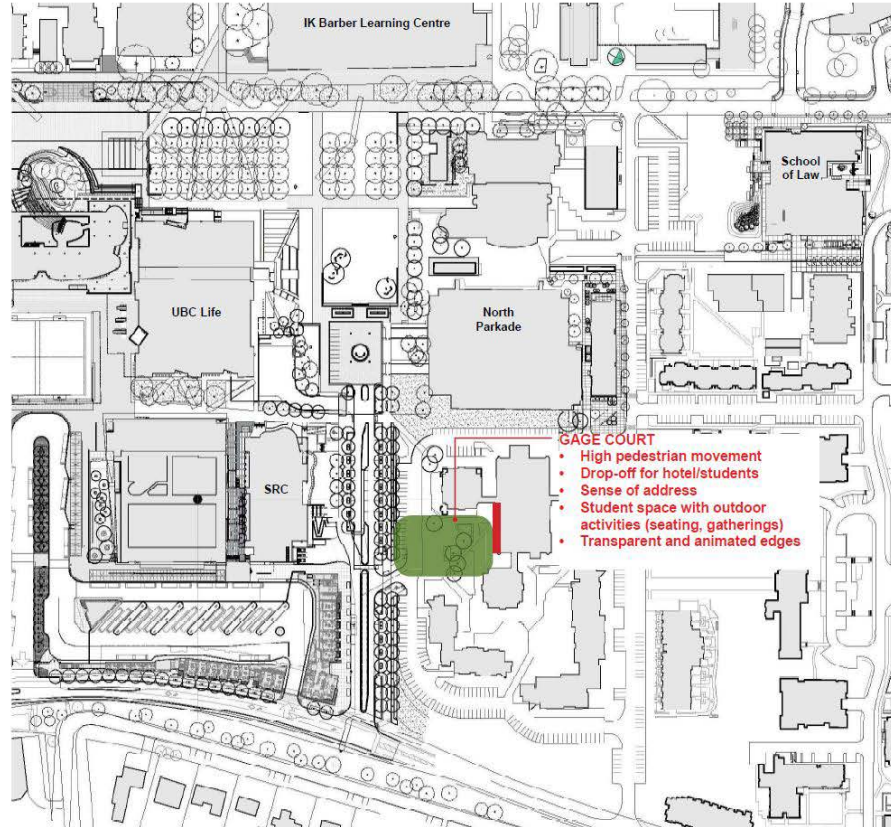 IK Barber Learning Centre
School
of Law
UBC Life
North
Parkade
GAGE COURT
• High pedestrian movement
• Drop-off for hotel/students
• Sense of address
• Student space with outdoor
activities (seating, gatherings)
• Transparent and animated edges
SRC